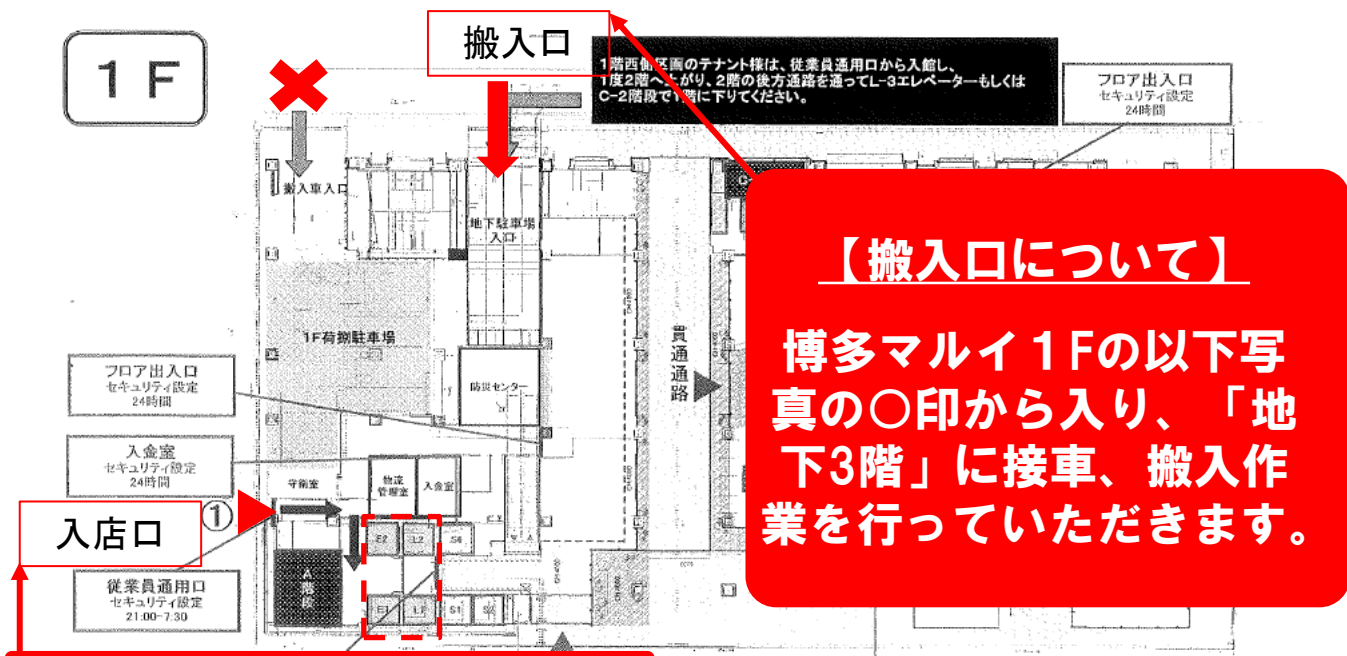 1F
搬入口
1階西側区画のテナント様は、従業員通用口から入館し、
1度2階へ上がり、2階の後方通路を通ってL-3エレベーターもしくは
C-2階段で1階に下りてください。
フロア出入口
セキュリティ設定
24時間
搬入車入口
地下駐車場
入口
【搬入口について】
博多マルイ1Fの以下写
真の○印から入り、「地
下3階」に接車、搬入作
業を行っていただきます。
1F荷捌駐車場
貫通通路
防災センター
フロア出入口
セキュリティ設定
24時間
入金室
セキュリティ設定
24時間
守衛室
物流
管理室
入金室
①
入店口
E2
L2
S4
A階段
従業員通用口
セキュリティ設定
21:00-7:30
E1
L1
S1
S2